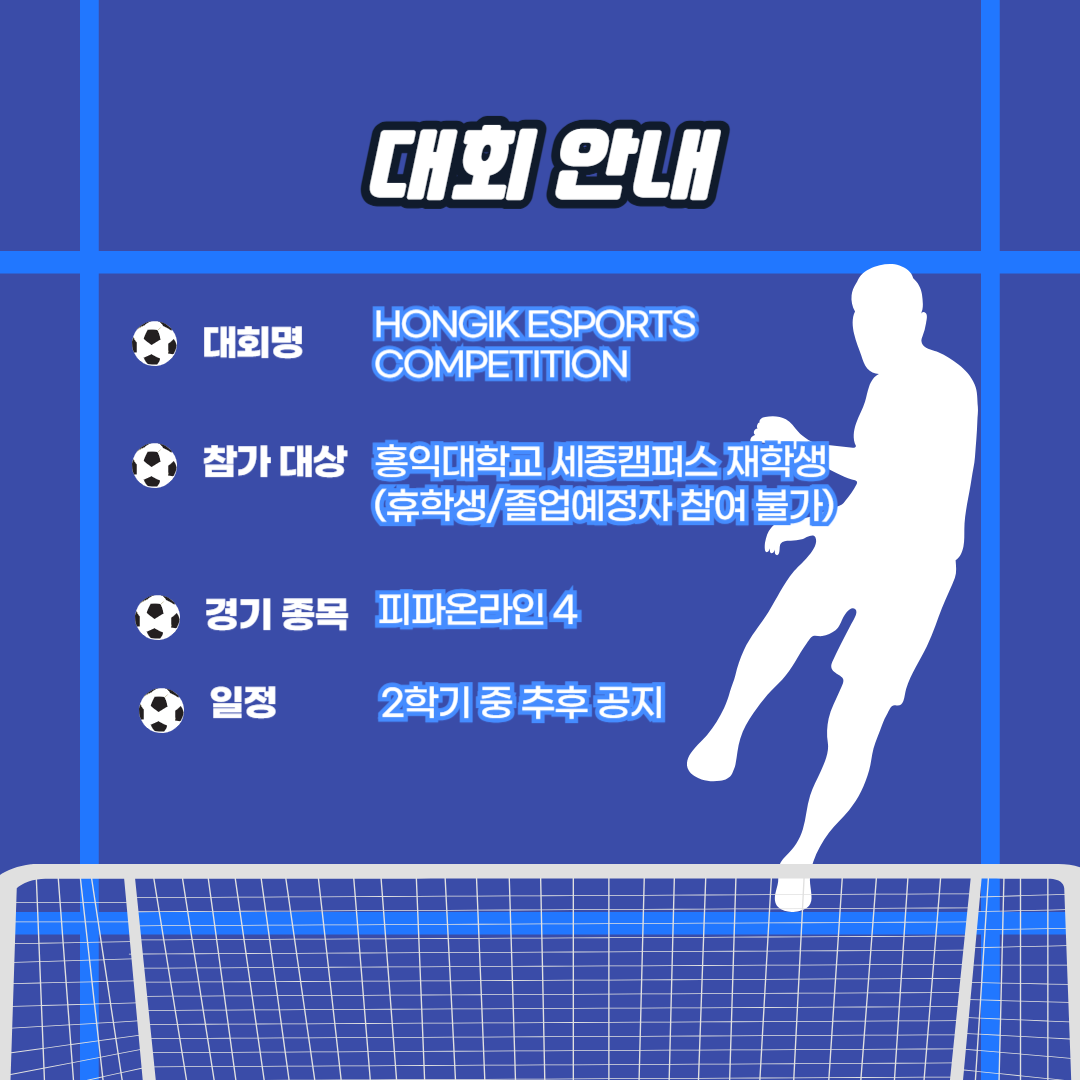 대회 안내
대회명
HONGIK ESPORTS
COMPETITION
참가 대상
홍익대학교 세종캠퍼스 재학생
(휴학생/졸업예정자 참여 불가)
경기 종목
피파온라인 4
일정
2학기 중 추후 공지